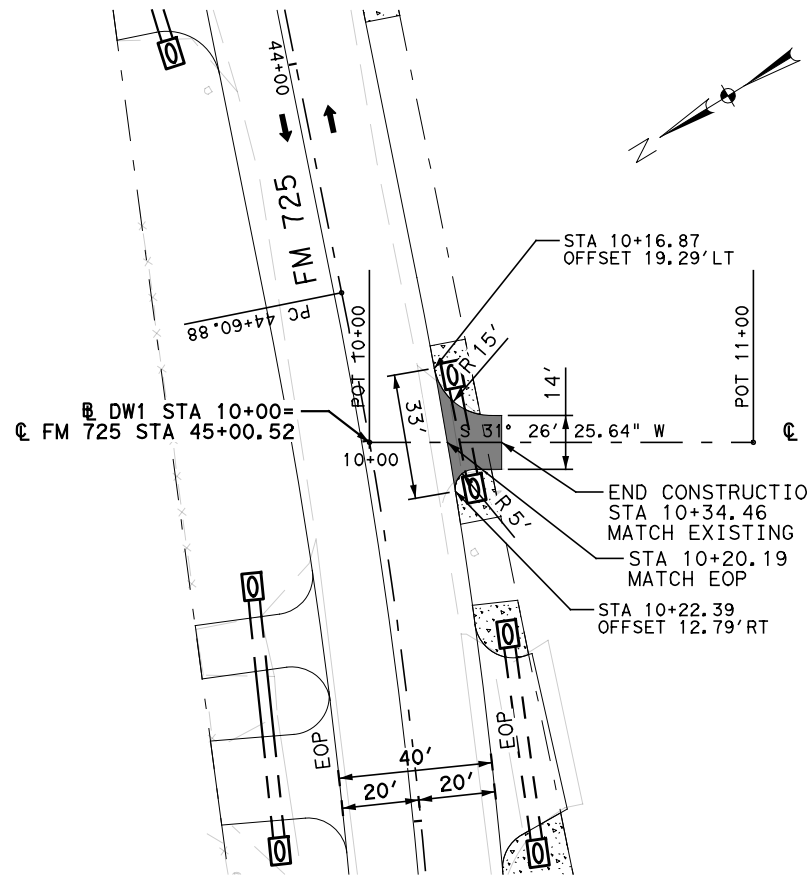 44+00
FM 725
N
STA 10+16.87
OFFSET 19.29'LT
PC 44+60.88
POT 10+00
POT 11+00
R 15'
14'
33'
℄ DW1 STA 10+00=
℄ FM 725 STA 45+00.52
10+00
S 31° 26' 25.64" W
℄
R 5'
END CONSTRUCTIO
STA 10+34.46
MATCH EXISTING
STA 10+20.19
MATCH EOP
STA 10+22.39
OFFSET 12.79'RT
EOP
EOP
40'
20'
20'